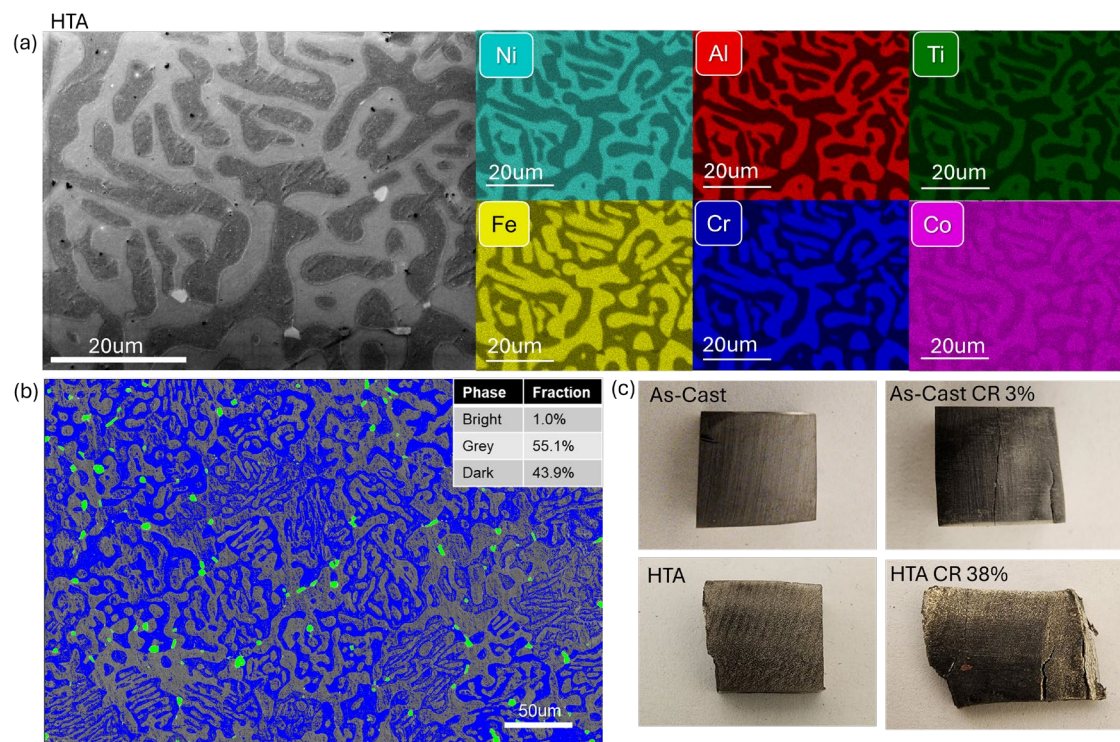 HTA
(a)
Ni
Al
Ti
20um
20um
20um
Fe
Cr
Co
20um
20um
20um
20um
(b)
Phase Fraction
Bright 1.0%
Grey 55.1%
Dark 43.9%
50um
(c)
As-Cast
As-Cast CR 3%
HTA
HTA CR 38%